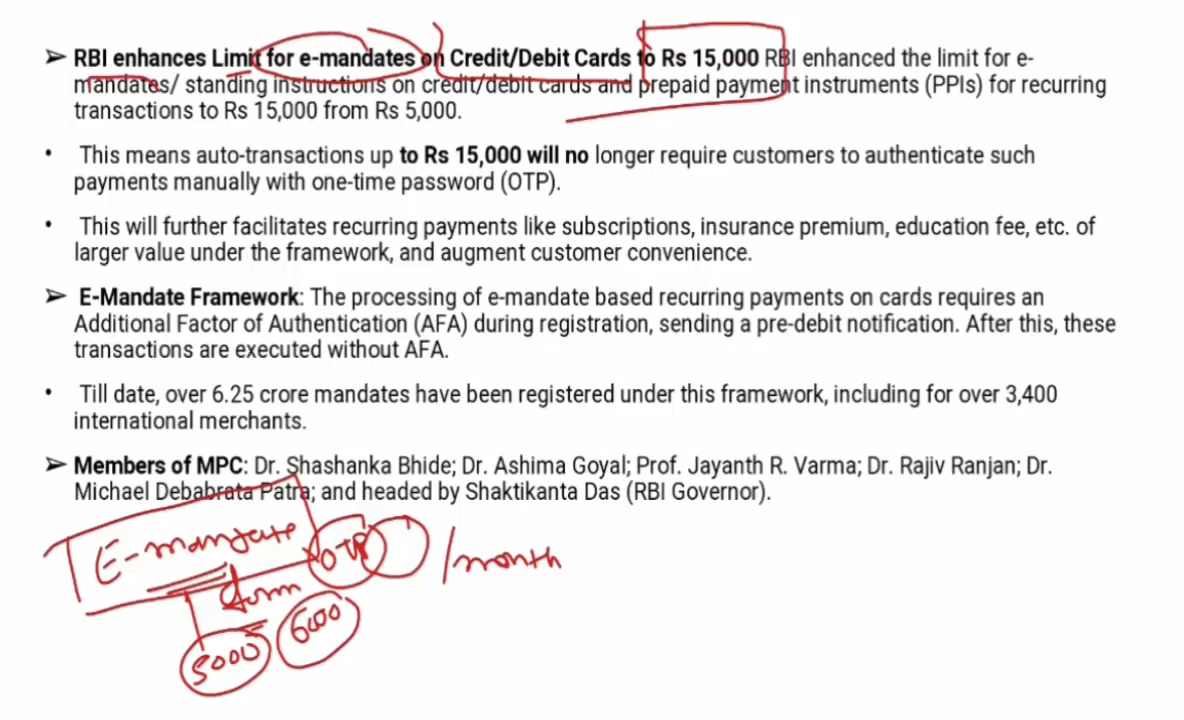 ➢ RBI enhances Limit for e-mandates on Credit/Debit Cards to Rs 15,000 RBI enhanced the limit for e-
mandates/ standing instructions on credit/debit cards and prepaid payment instruments (PPIs) for recurring
transactions to Rs 15,000 from Rs 5,000.
• This means auto-transactions up to Rs 15,000 will no longer require customers to authenticate such
payments manually with one-time password (OTP).
• This will further facilitates recurring payments like subscriptions, insurance premium, education fee, etc. of
larger value under the framework, and augment customer convenience.
➢ E-Mandate Framework: The processing of e-mandate based recurring payments on cards requires an
Additional Factor of Authentication (AFA) during registration, sending a pre-debit notification. After this, these
transactions are executed without AFA.
• Till date, over 6.25 crore mandates have been registered under this framework, including for over 3,400
international merchants.
➢ Members of MPC: Dr. Shashanka Bhide; Dr. Ashima Goyal; Prof. Jayanth R. Varma; Dr. Rajiv Ranjan; Dr.
Michael Debabrata Patra; and headed by Shaktikanta Das (RBI Governor).
E-mandate OTP /month
form
5000 6000